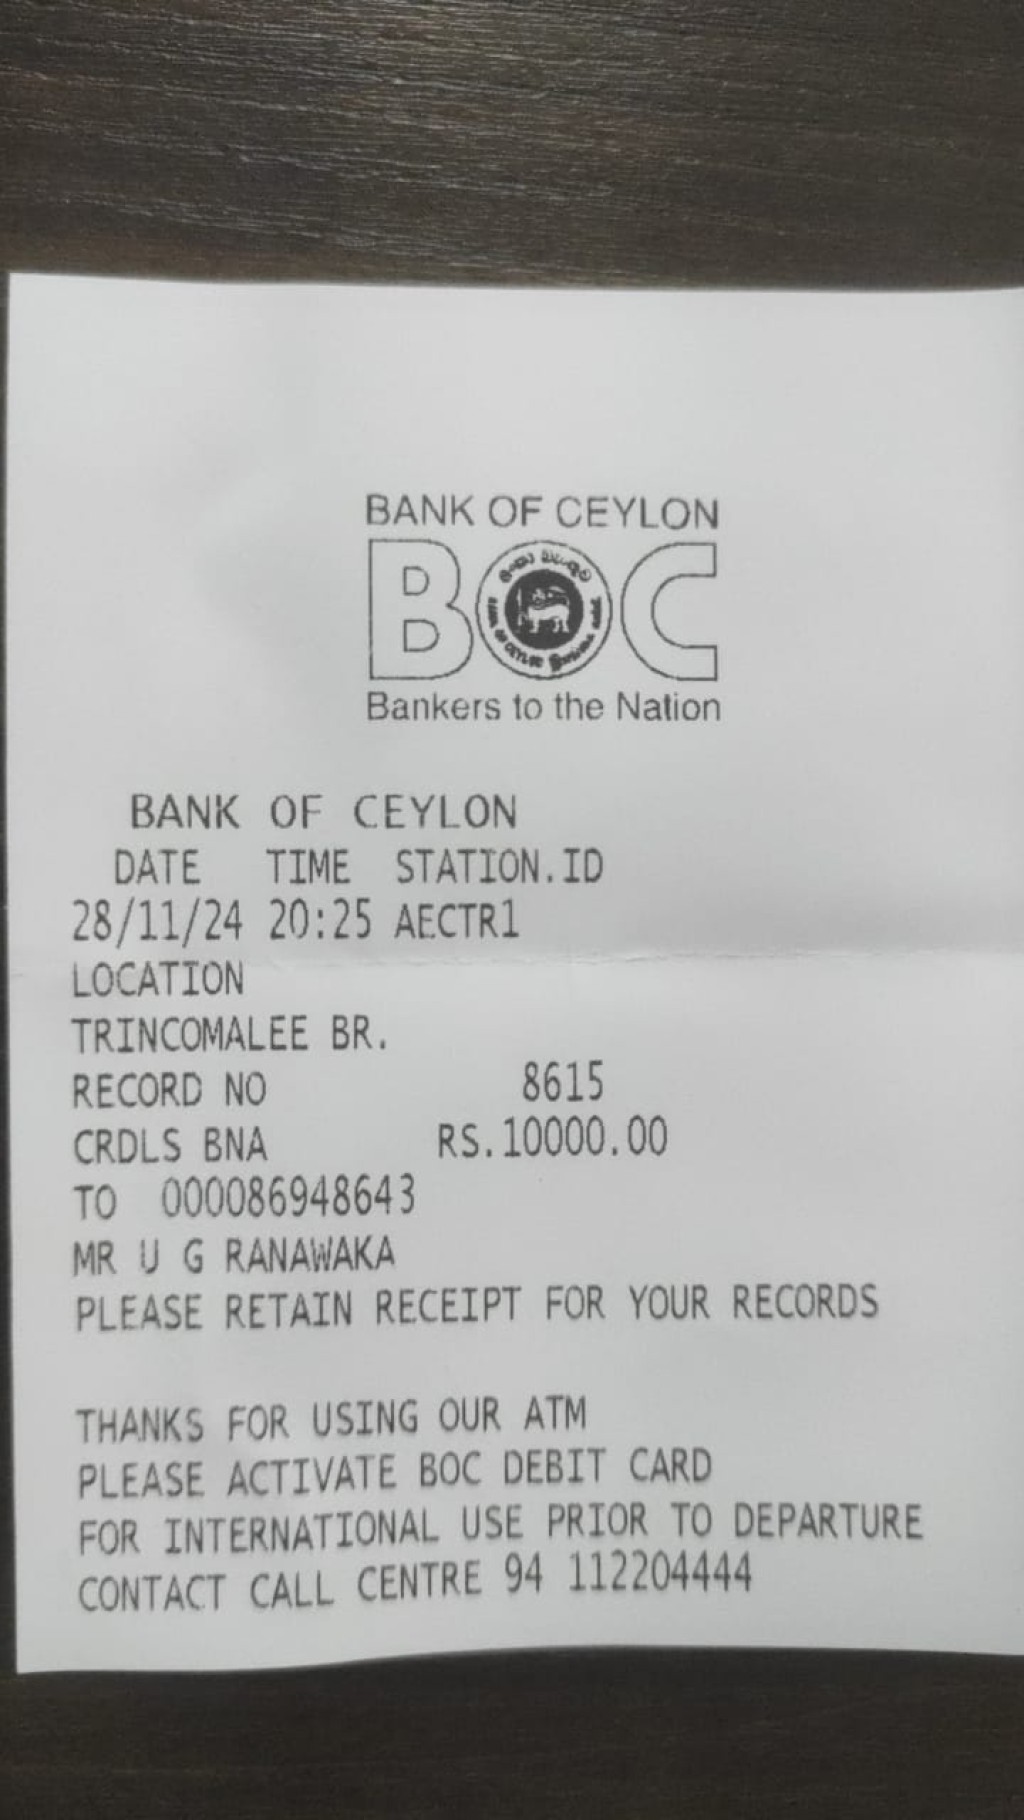 BANK OF CEYLON
BOC
BANK OF CEYLON
Bankers to the Nation
BANK OF CEYLON
DATE TIME STATION.ID
28/11/24 20:25 AECTR1
LOCATION
TRINCOMALEE BR.
RECORD NO 8615
CRDLS BNA RS.10000.00
TO 000086948643
MR U G RANAWAKA
PLEASE RETAIN RECEIPT FOR YOUR RECORDS
THANKS FOR USING OUR ATM
PLEASE ACTIVATE BOC DEBIT CARD
FOR INTERNATIONAL USE PRIOR TO DEPARTURE
CONTACT CALL CENTRE 94 112204444